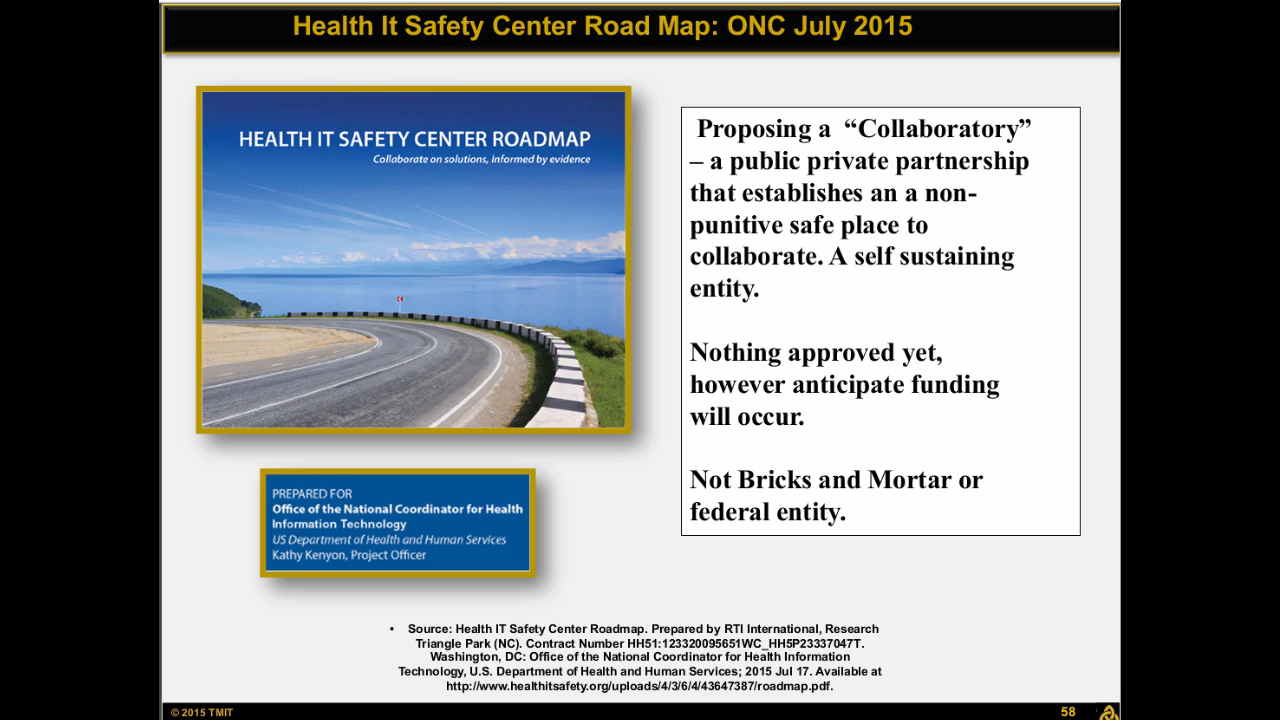 Health It Safety Center Road Map: ONC July 2015
HEALTH IT SAFETY CENTER ROADMAP
Collaborate on solutions, informed by evidence
Proposing a “Collaboratory”
– a public private partnership
that establishes an a non-
punitive safe place to
collaborate. A self sustaining
entity.
Nothing approved yet,
however anticipate funding
will occur.
Not Bricks and Mortar or
federal entity.
PREPARED FOR
Office of the National Coordinator for Health
Information Technology
US Department of Health and Human Services
Kathy Kenyon, Project Officer
• Source: Health IT Safety Center Roadmap. Prepared by RTI International, Research
Triangle Park (NC). Contract Number HH51:123320095651WC_HH5P23337047T.
Washington, DC: Office of the National Coordinator for Health Information
Technology, U.S. Department of Health and Human Services; 2015 Jul 17. Available at
http://www.healthitsafety.org/uploads/4/3/6/4/43647387/roadmap.pdf.
© 2015 TMIT
58